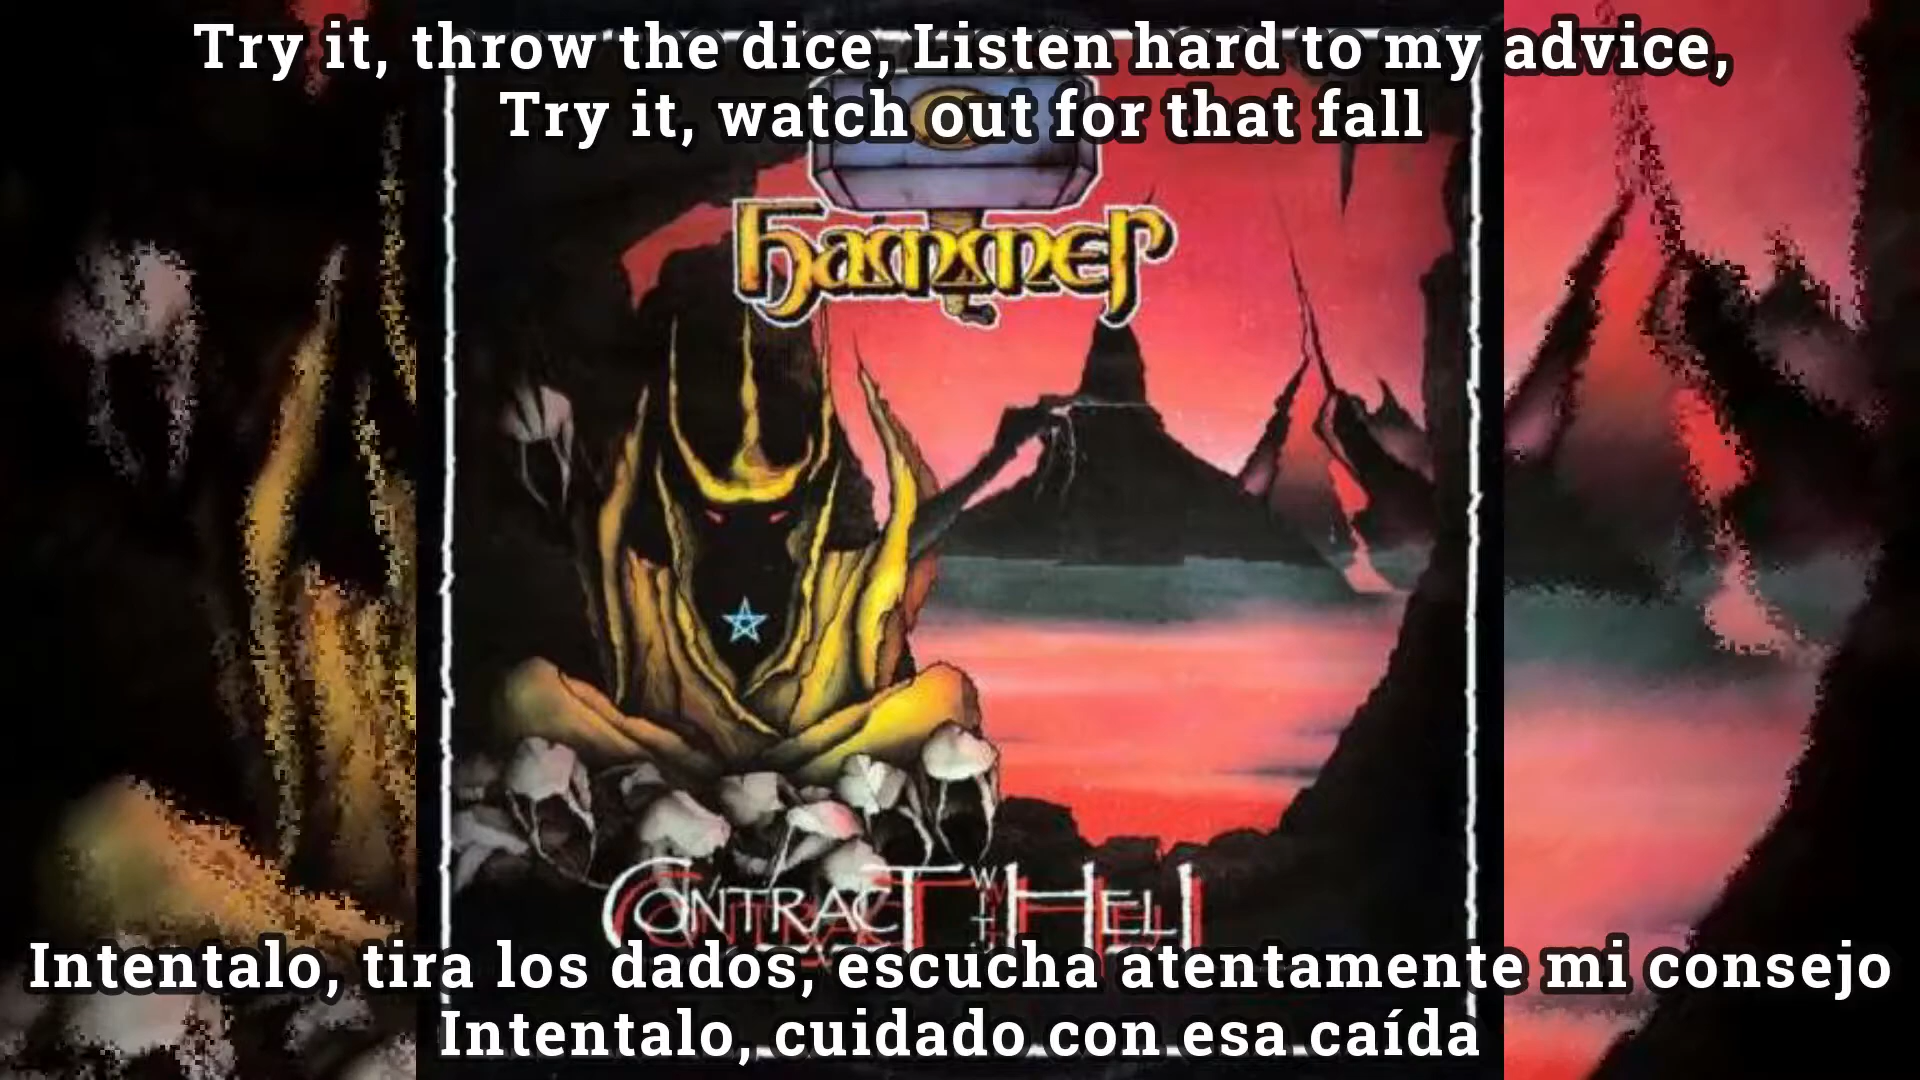 Try it, throw the dice, Listen hard to my advice,
Try it, watch out for that fall
hammer
CONTRACT WITH HELL
Intentalo, tira los dados, escucha atentamente mi consejo
Intentalo, cuidado con esa caída